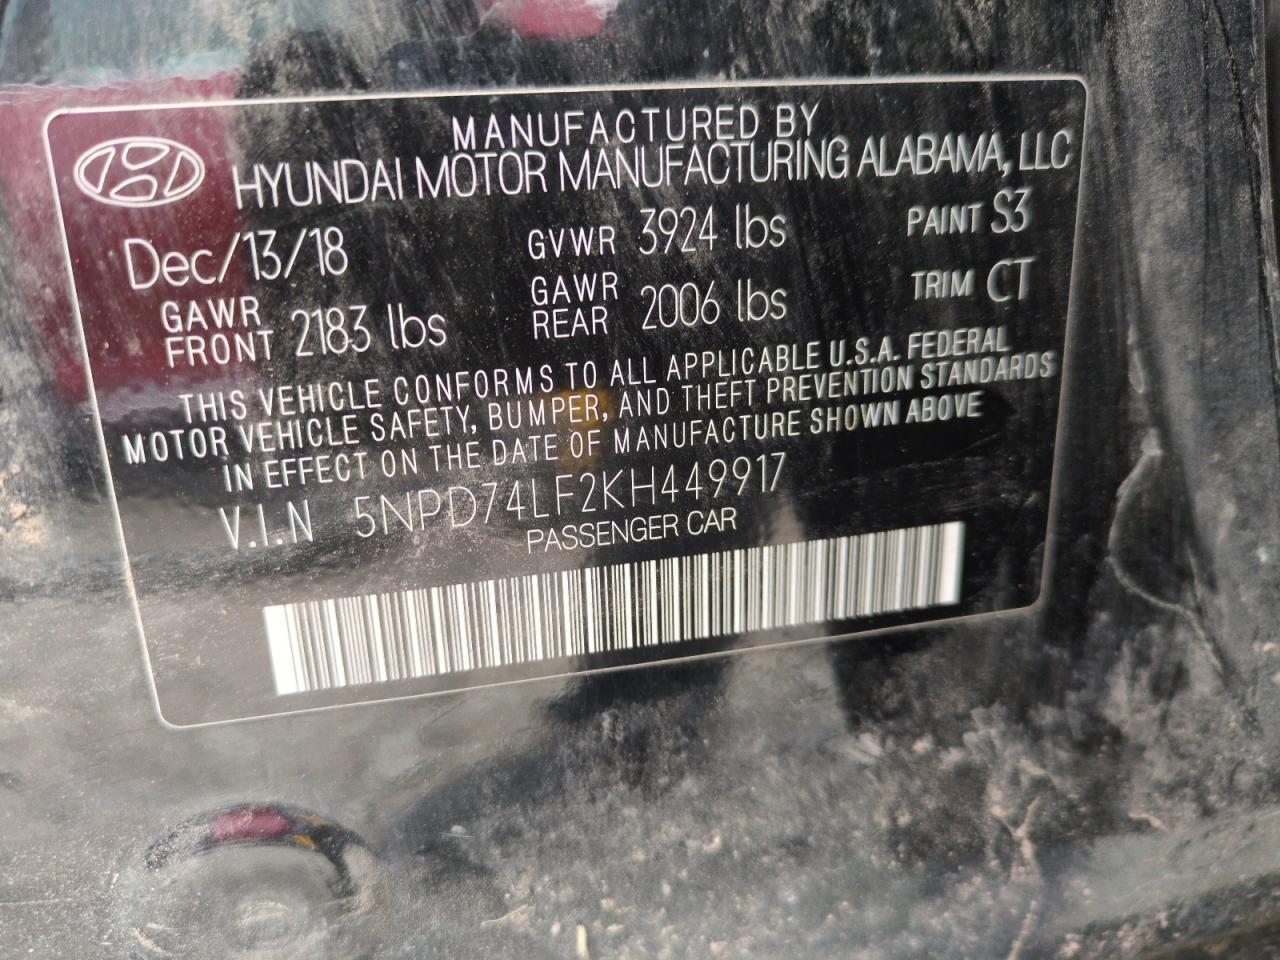 MANUFACTURED BY
HYUNDAI MOTOR MANUFACTURING ALABAMA, LLC
Dec/13/18 GVWR 3924 lbs PAINT S3
GAWR FRONT 2183 lbs GAWR REAR 2006 lbs TRIM CT
THIS VEHICLE CONFORMS TO ALL APPLICABLE U.S.A. FEDERAL
MOTOR VEHICLE SAFETY, BUMPER, AND THEFT PREVENTION STANDARDS
IN EFFECT ON THE DATE OF MANUFACTURE SHOWN ABOVE
V.I.N 5NPD74LF2KH449917
PASSENGER CAR